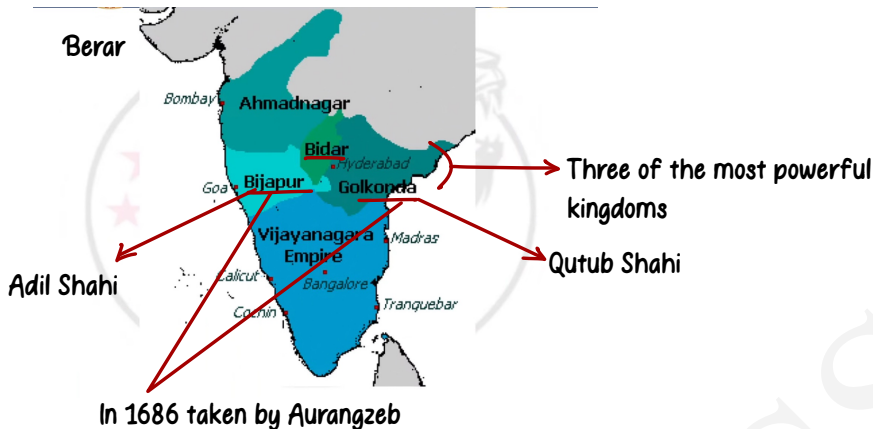 Berar
Bombay
Ahmadnagar
Bidar
Hyderabad
Three of the most powerful
kingdoms
Goa
Bijapur
Golkonda
Vijayanagara
Empire
Madras
Qutub Shahi
Adil Shahi
Calicut
Bangalore
Cochin
Tranquebar
In 1686 taken by Aurangzeb